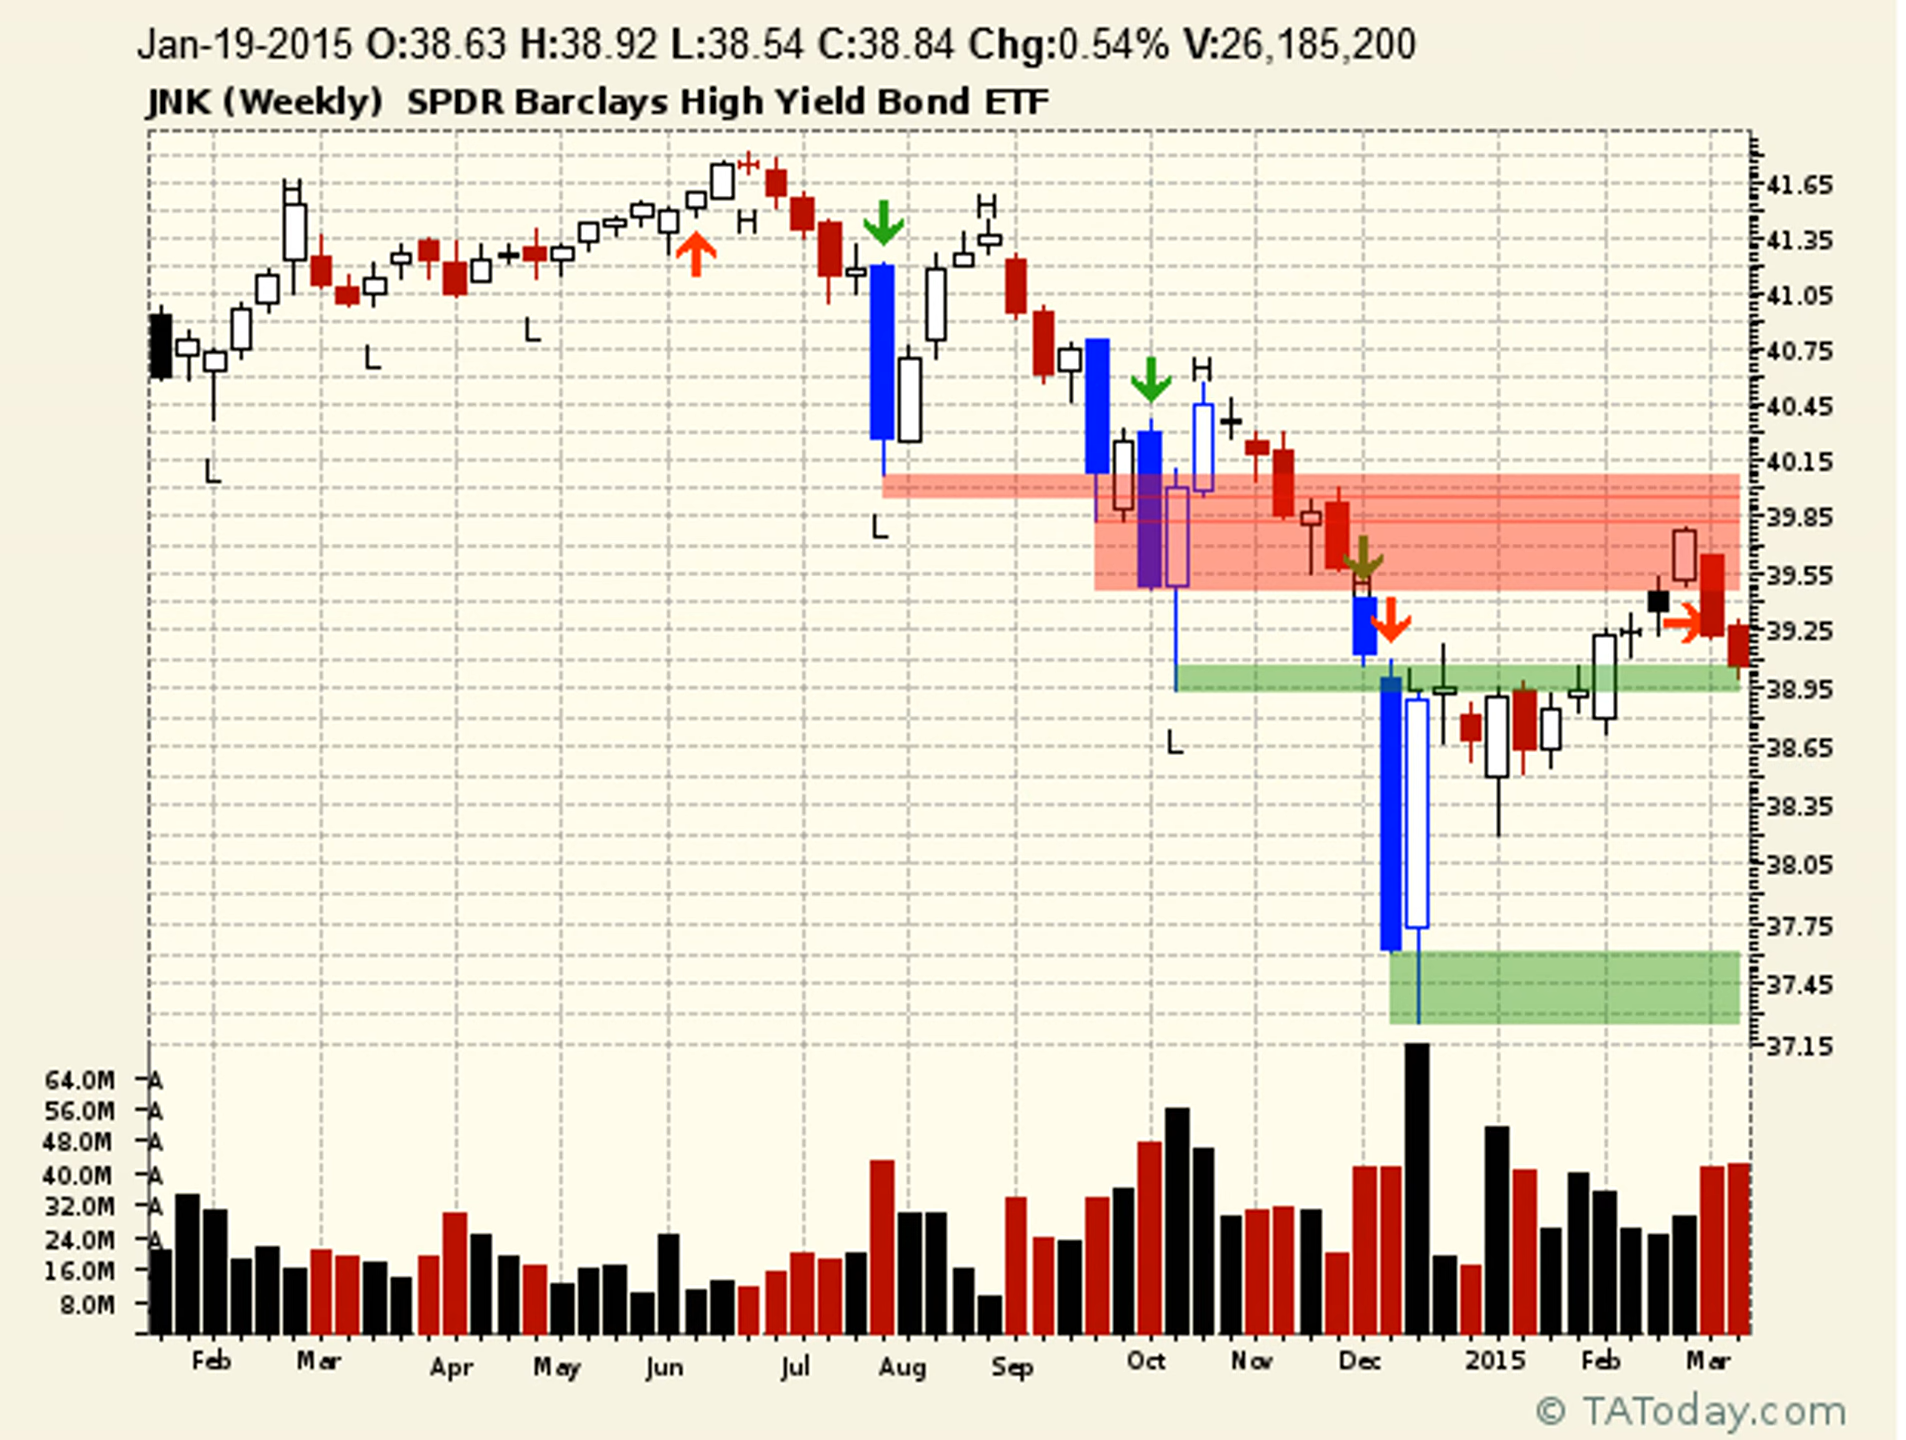 Jan-19-2015 O:38.63 H:38.92 L:38.54 C:38.84 Chg:0.54% V:26,185,200
JNK (Weekly) SPDR Barclays High Yield Bond ETF
H
H
H
H
L
L
L
L
L
41.65
41.35
41.05
40.75
40.45
40.15
39.85
39.55
39.25
38.95
38.65
38.35
38.05
37.75
37.45
37.15
64.0M A
56.0M A
48.0M A
40.0M A
32.0M A
24.0M A
16.0M
8.0M
Feb Mar Apr May Jun Jul Aug Sep Oct Nov Dec 2015 Feb Mar
© TAToday.com